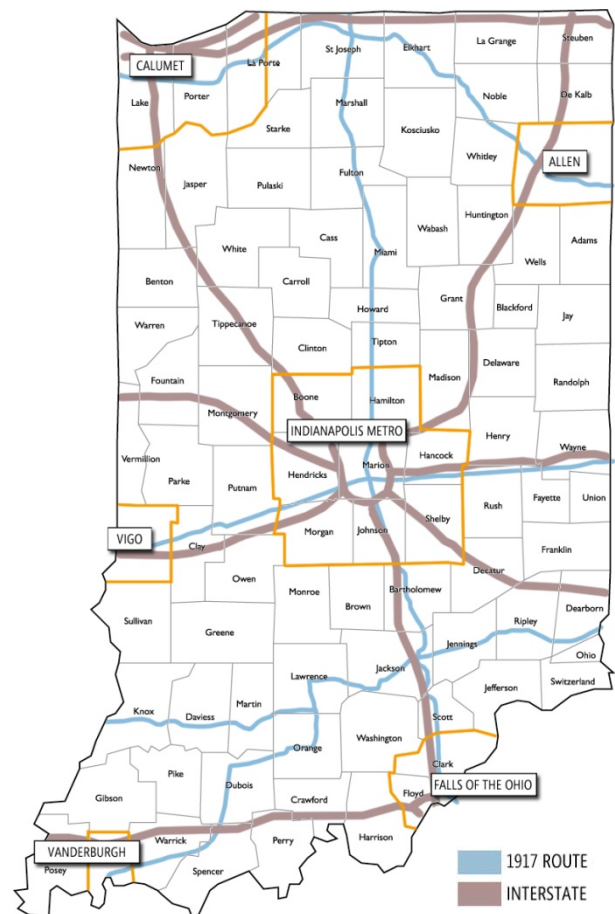 La Grange
Steuben
St Joseph
Elkhart
CALUMET
La Porte
Lake
Porter
Noble
De Kalb
Marshall
Starke
Kosciusko
Whitley
ALLEN
Newton
Fulton
Jasper
Pulaski
Huntington
Wabash
Cass
Adams
White
Miami
Wells
Benton
Carroll
Grant
Howard
Blackford
Jay
Warren
Tippecanoe
Tipton
Clinton
Madison
Delaware
Fountain
Boone
Hamilton
Randolph
Montgomery
INDIANAPOLIS METRO
Henry
Wayne
Hancock
Vermillion
Marion
Hendricks
Parke
Putnam
Rush
Fayette
Union
Shelby
VIGO
Morgan
Johnson
Clay
Franklin
Decatur
Owen
Bartholomew
Monroe
Brown
Dearborn
Sullivan
Ripley
Greene
Jennings
Ohio
Jackson
Lawrence
Switzerland
Jefferson
Martin
Knox
Daviess
Scott
Washington
Orange
Pike
Clark
Dubois
FALLS OF THE OHIO
Floyd
Gibson
Crawford
Harrison
Warrick
Perry
VANDERBURGH
Posey
Spencer
1917 ROUTE
INTERSTATE